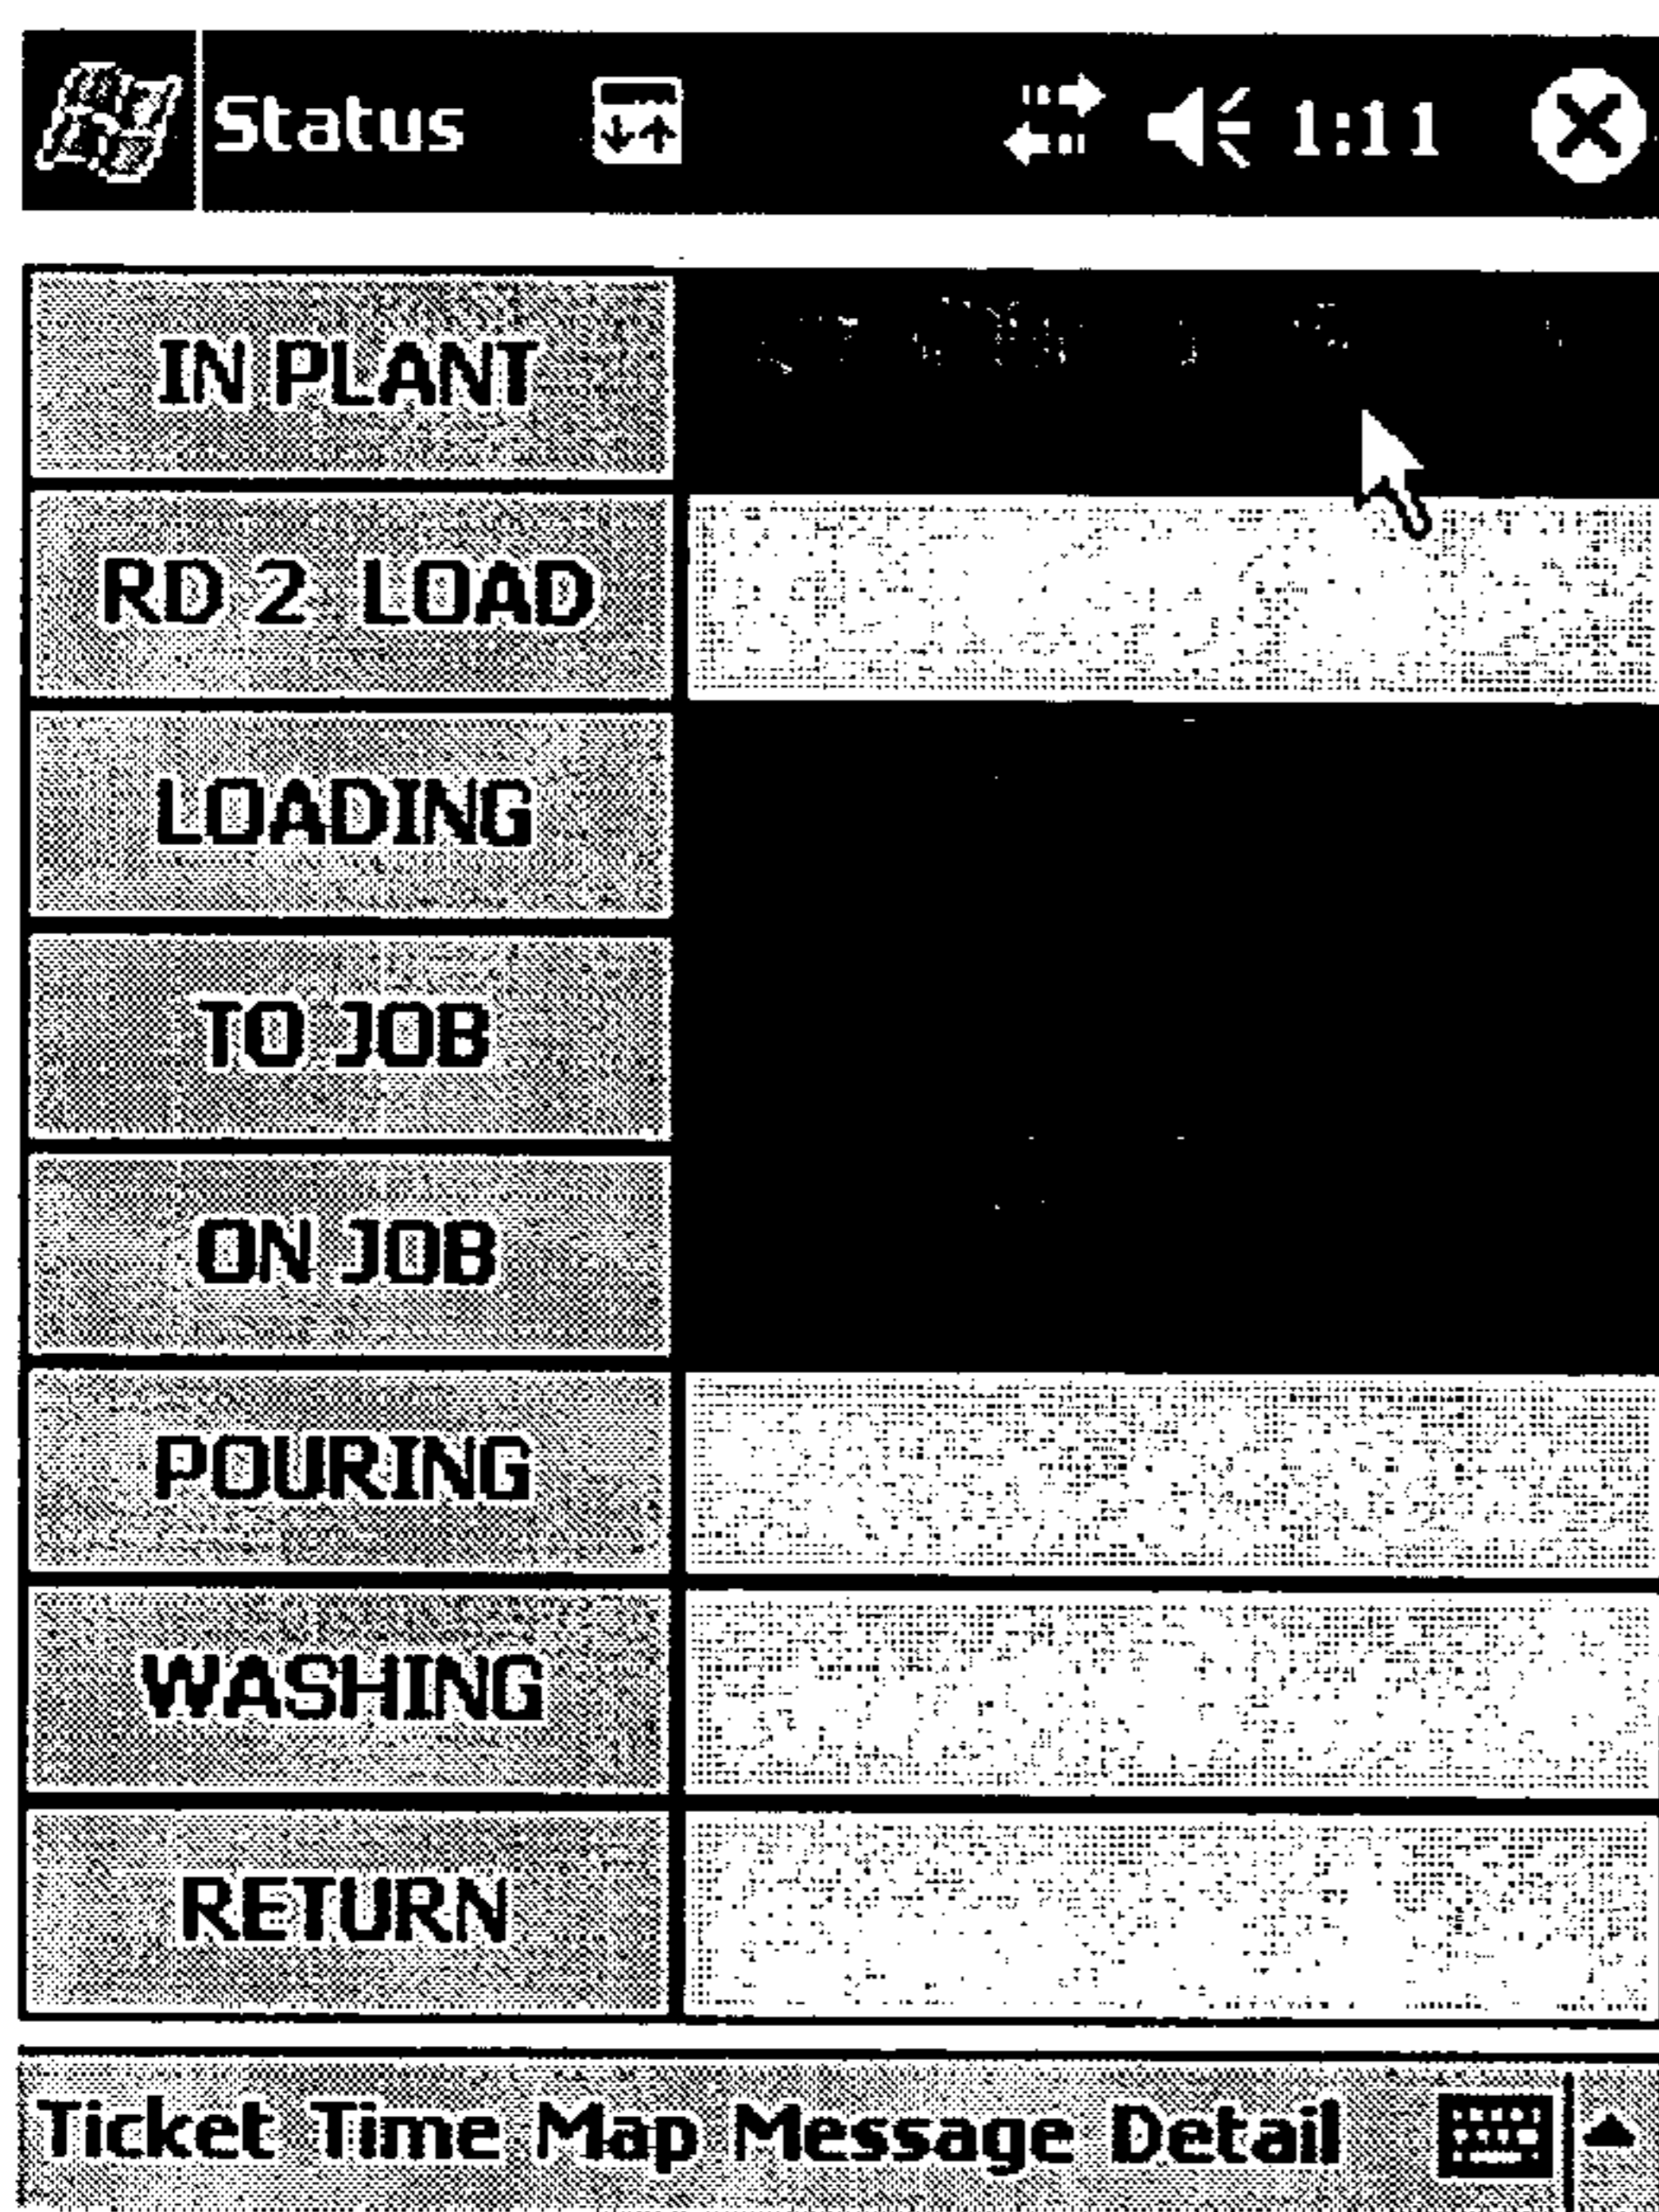 Status 1:11
IN PLANT
RD 2 LOAD
LOADING
TO JOB
ON JOB
POURING
WASHING
RETURN
Ticket Time Map Message Detail